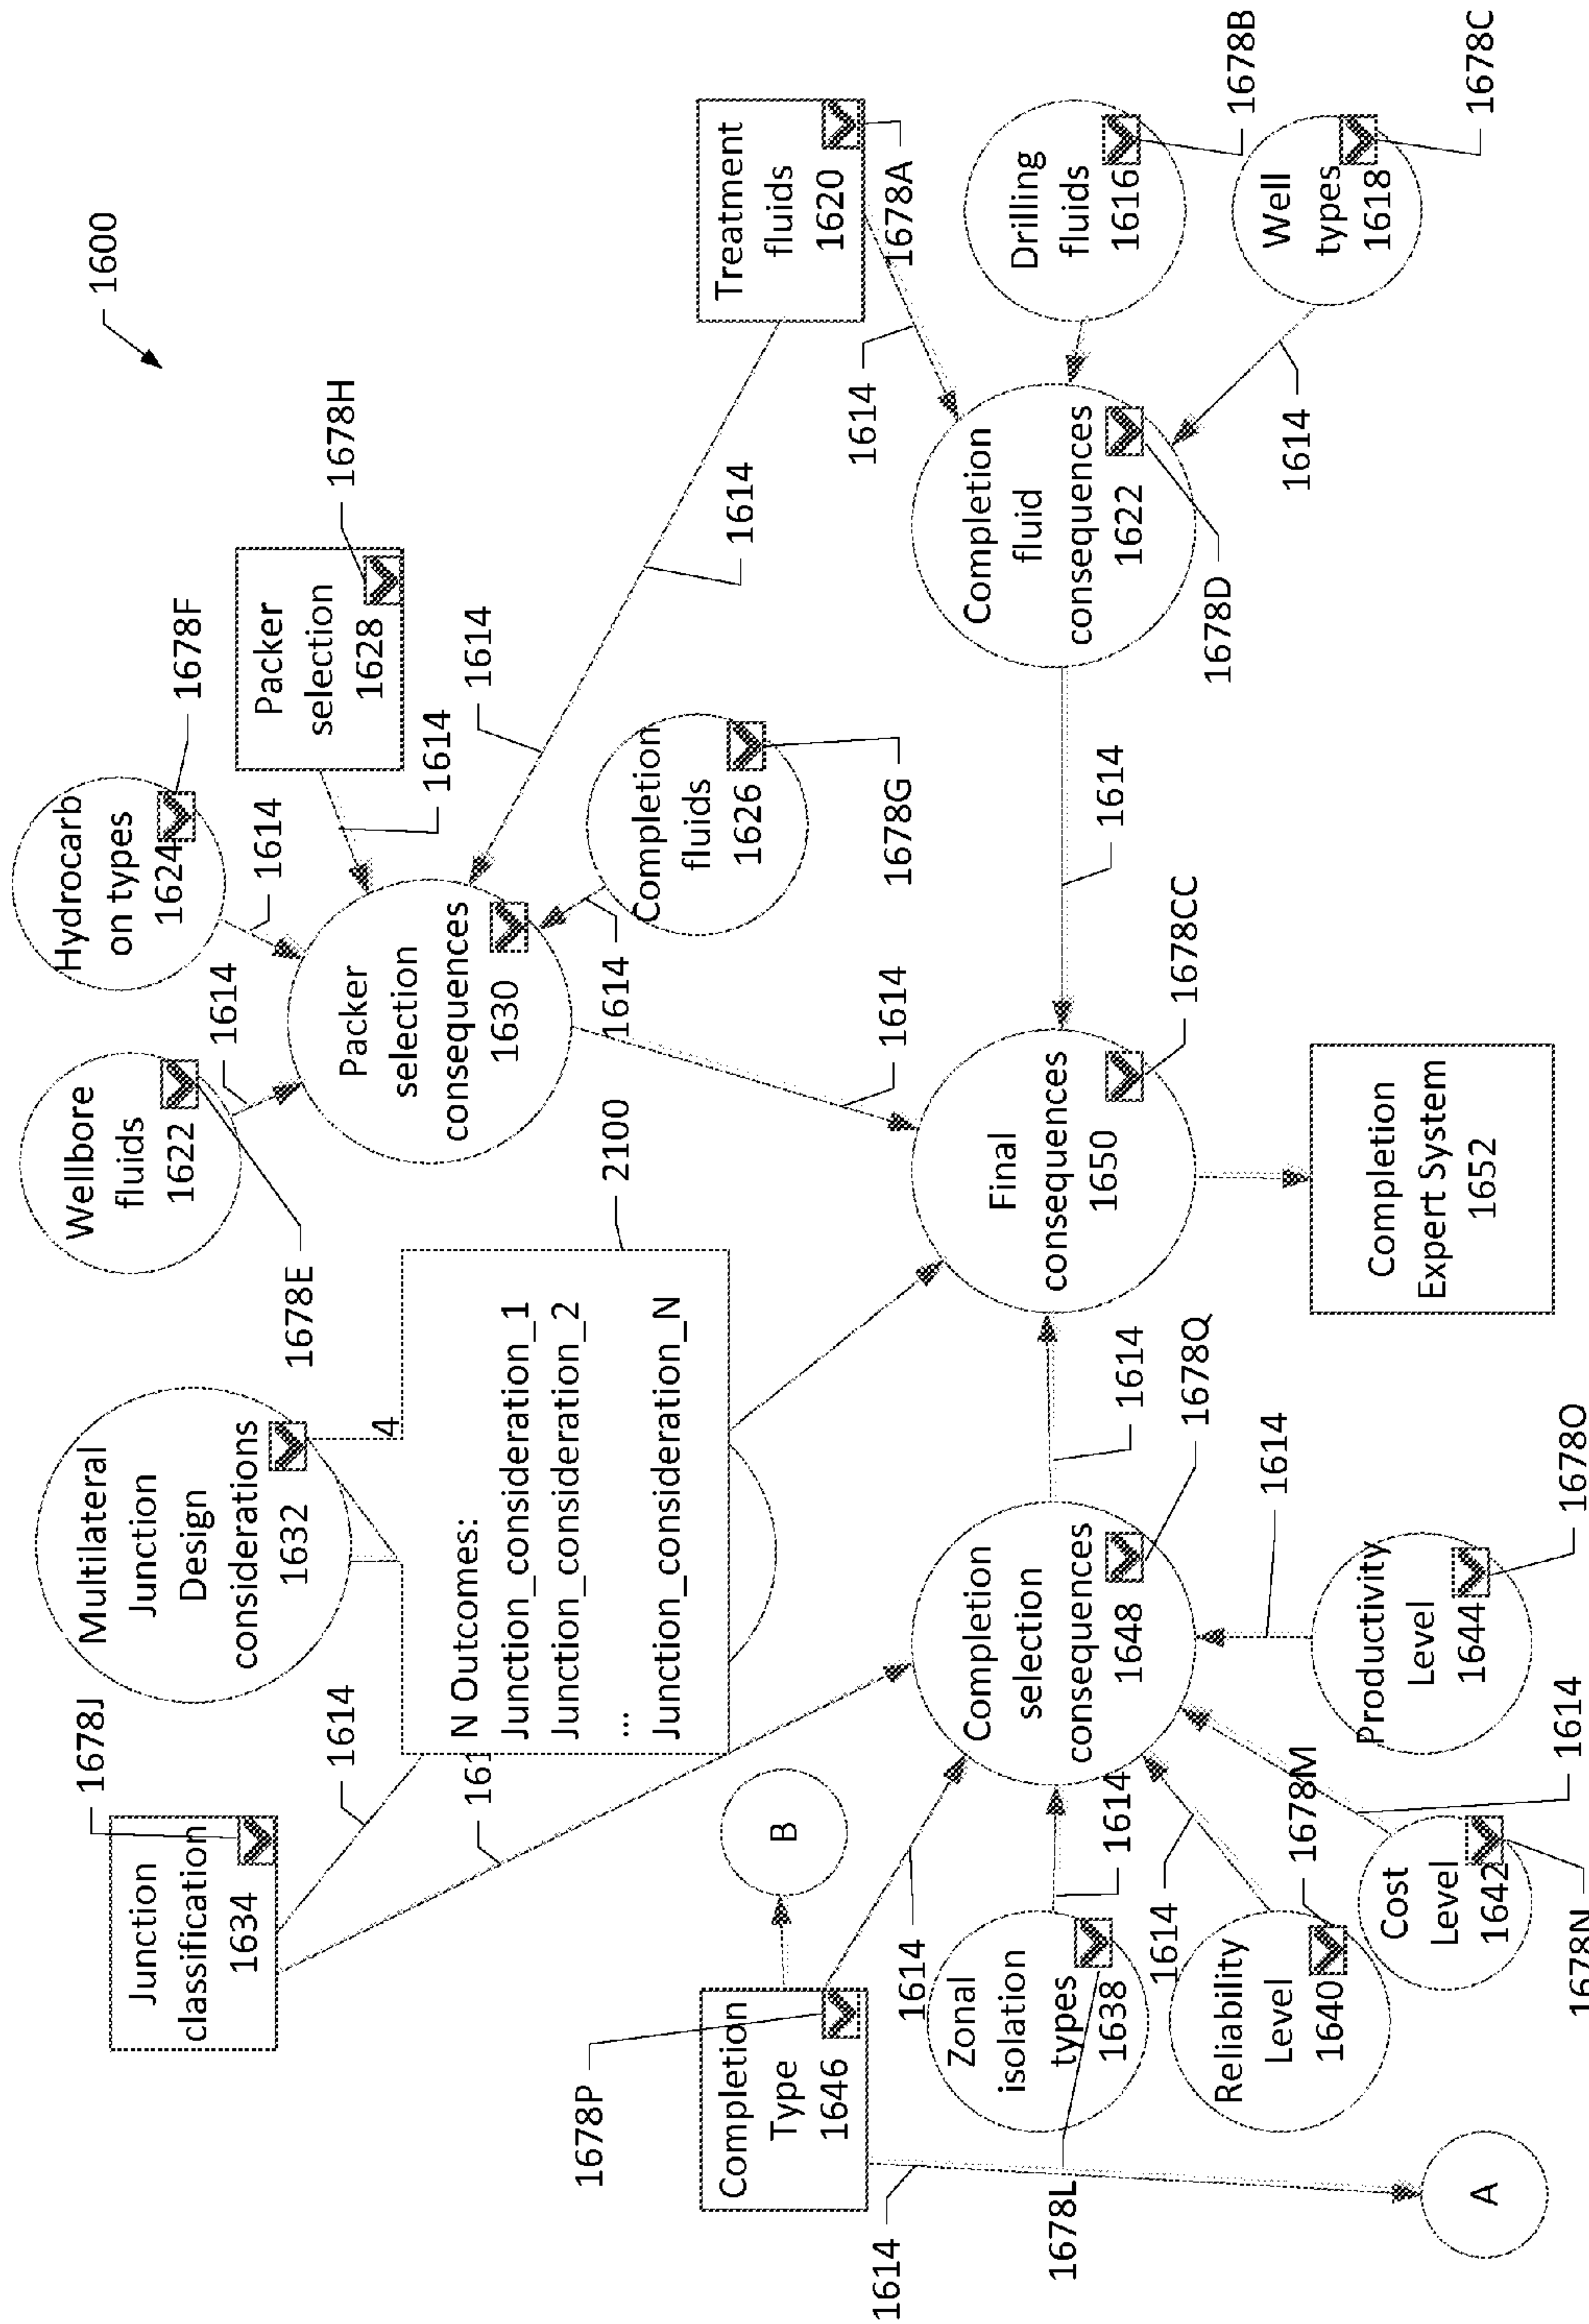 1600
Junction
classification
1634
1678J
1614
Multilateral
Junction
Design
considerations
1632
4
Wellbore
fluids
1622
1678E
1614
Hydrocarb
on types
1624
1678F
1614
Packer
selection
1628
1678H
1614
1614
Packer
selection
consequences
1630
Completion
fluids
1626
1678G
1614
1614
1614
N Outcomes:
Junction_consideration_1
Junction_consideration_2
...
Junction_consideration_N
2100
161
B
1678P
Completion
Type
1646
1614
1614
Zonal
isolation
types
1638
1678L
1614
Reliability
Level
1640
1678M
1614
Cost
Level
1642
1678N
1614
Productivity
Level
1644
1678O
1614
Completion
selection
consequences
1648
1678Q
1614
Final
consequences
1650
1678CC
1614
Completion
Expert System
1652
Completion
fluid
consequences
1622
1678D
Treatment
fluids
1620
1678A
1614
Drilling
fluids
1616
1678B
Well
types
1618
1678C
1614
A